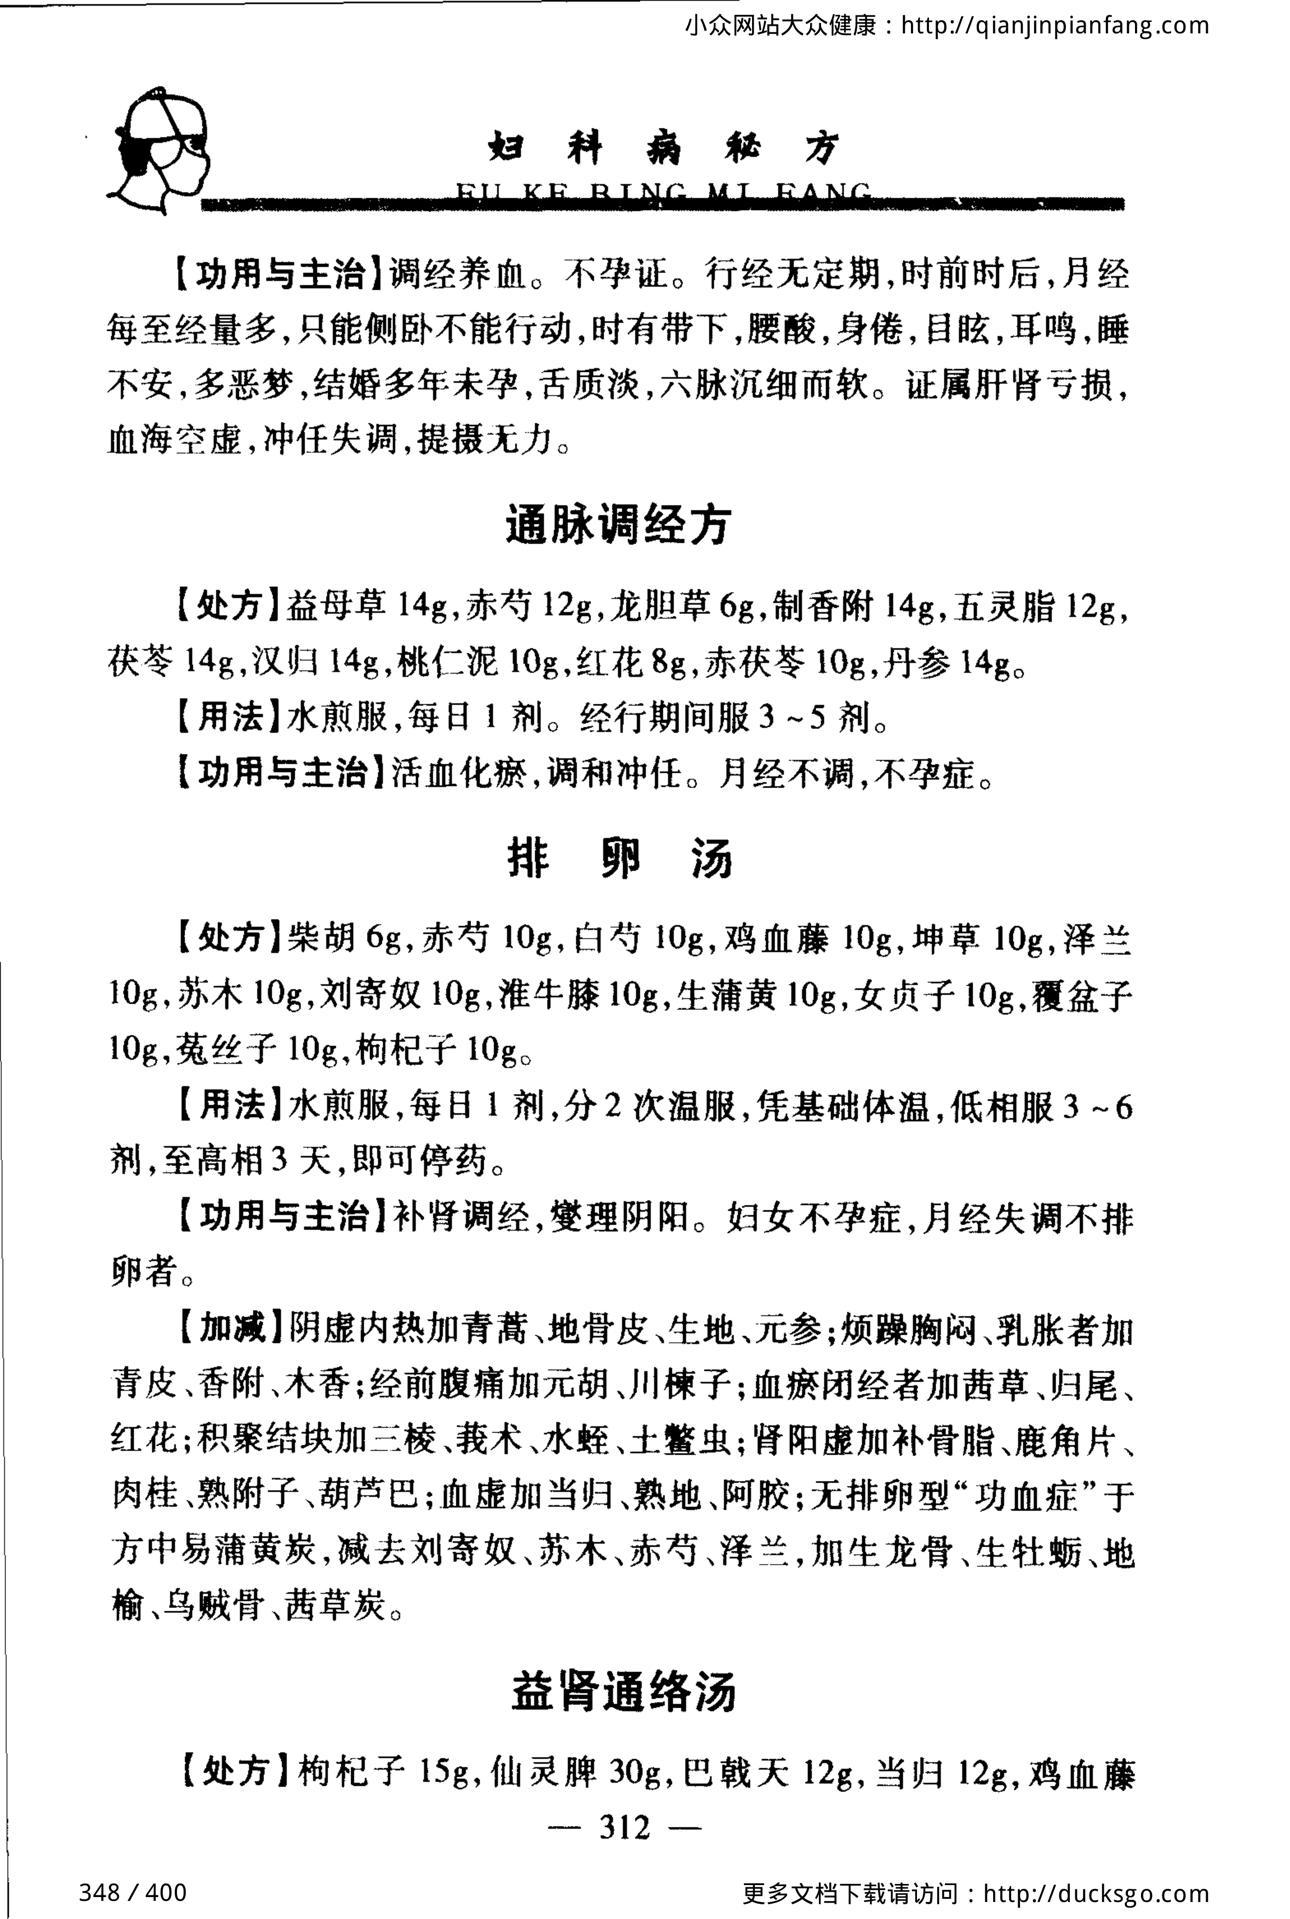 小众网站大众健康：http://qianjinpianfang.com
妇科病秘方
FU KE BING MI FANG
【功用与主治】调经养血。不孕证。行经无定期,时前时后,月经
每至经量多,只能侧卧不能行动,时有带下,腰酸,身倦,目眩,耳鸣,睡
不安,多恶梦,结婚多年未孕,舌质淡,六脉沉细而软。证属肝肾亏损,
血海空虚,冲任失调,提摄无力。
通脉调经方
【处方】益母草 14g,赤芍 12g,龙胆草 6g,制香附 14g,五灵脂 12g,
茯苓 14g,汉归 14g,桃仁泥 10g,红花 8g,赤茯苓 10g,丹参 14g。
【用法】水煎服,每日 1 剂。经行期间服 3～5 剂。
【功用与主治】活血化瘀,调和冲任。月经不调,不孕症。
排卵汤
【处方】柴胡 6g,赤芍 10g,白芍 10g,鸡血藤 10g,坤草 10g,泽兰
10g,苏木 10g,刘寄奴 10g,淮牛膝 10g,生蒲黄 10g,女贞子 10g,覆盆子
10g,菟丝子 10g,枸杞子 10g。
【用法】水煎服,每日 1 剂,分 2 次温服,凭基础体温,低相服 3～6
剂,至高相 3 天,即可停药。
【功用与主治】补肾调经,燮理阴阳。妇女不孕症,月经失调不排
卵者。
【加减】阴虚内热加青蒿、地骨皮、生地、元参;烦躁胸闷、乳胀者加
青皮、香附、木香;经前腹痛加元胡、川楝子;血瘀闭经者加茜草、归尾、
红花;积聚结块加三棱、莪术、水蛭、土鳖虫;肾阳虚加补骨脂、鹿角片、
肉桂、熟附子、葫芦巴;血虚加当归、熟地、阿胶;无排卵型“功血症”于
方中易蒲黄炭,减去刘寄奴、苏木、赤芍、泽兰,加生龙骨、生牡蛎、地
榆、乌贼骨、茜草炭。
益肾通络汤
【处方】枸杞子 15g,仙灵脾 30g,巴戟天 12g,当归 12g,鸡血藤
— 312 —
348 / 400
更多文档下载请访问：http://ducksgo.com